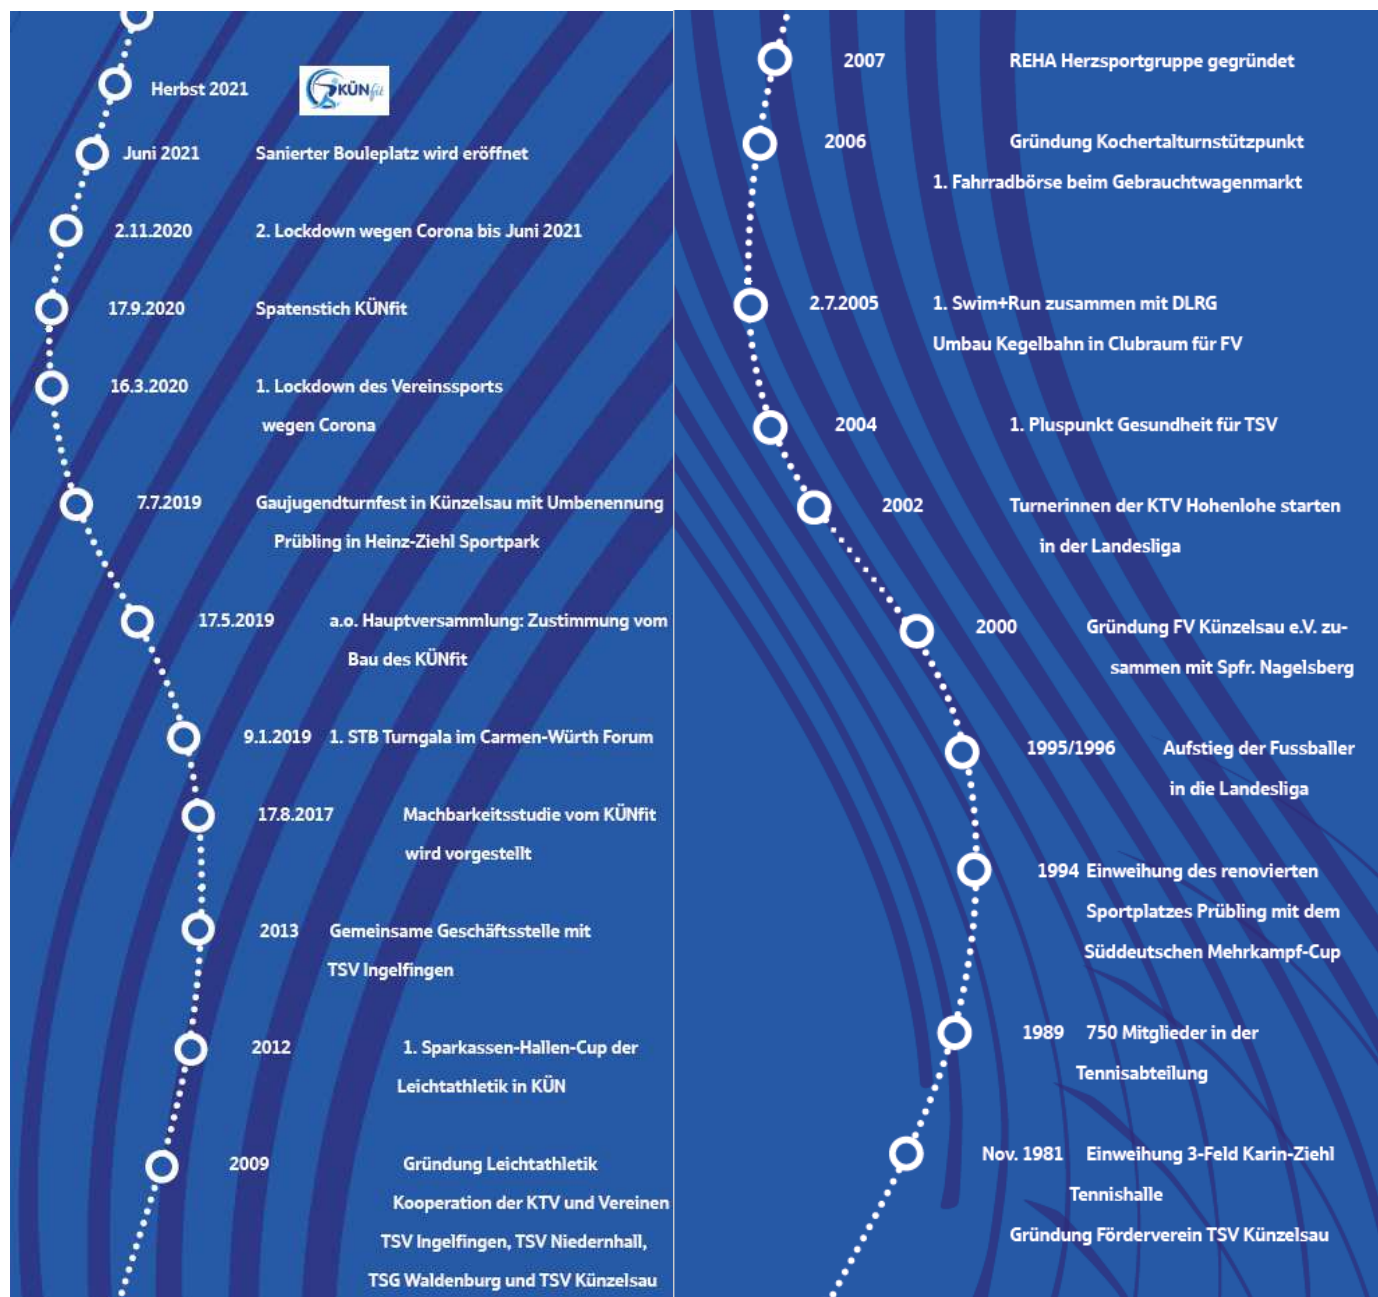 Herbst 2021 KÜNfit
Juni 2021 Sanierter Bouleplatz wird eröffnet
2.11.2020 2. Lockdown wegen Corona bis Juni 2021
17.9.2020 Spatenstich KÜNfit
16.3.2020 1. Lockdown des Vereinssports
wegen Corona
7.7.2019 Gaujugendturnfest in Künzelsau mit Umbenennung
Prübling in Heinz-Ziehl Sportpark
17.5.2019 a.o. Hauptversammlung: Zustimmung vom
Bau des KÜNfit
9.1.2019 1. STB Turngala im Carmen-Würth Forum
17.8.2017 Machbarkeitsstudie vom KÜNfit
wird vorgestellt
2013 Gemeinsame Geschäftsstelle mit
TSV Ingelfingen
2012 1. Sparkassen-Hallen-Cup der
Leichtathletik in KÜN
2009 Gründung Leichtathletik
Kooperation der KTV und Vereinen
TSV Ingelfingen, TSV Niedernhall,
TSG Waldenburg und TSV Künzelsau
2007 REHA Herzsportgruppe gegründet
2006 Gründung Kochertalturnstützpunkt
1. Fahrradbörse beim Gebrauchtwagenmarkt
2.7.2005 1. Swim+Run zusammen mit DLRG
Umbau Kegelbahn in Clubraum für FV
2004 1. Pluspunkt Gesundheit für TSV
2002 Turnerinnen der KTV Hohenlohe starten
in der Landesliga
2000 Gründung FV Künzelsau e.V. zu-
sammen mit Spfr. Nagelsberg
1995/1996 Aufstieg der Fussballer
in die Landesliga
1994 Einweihung des renovierten
Sportplatzes Prübling mit dem
Süddeutschen Mehrkampf-Cup
1989 750 Mitglieder in der
Tennisabteilung
Nov. 1981 Einweihung 3-Feld Karin-Ziehl
Tennishalle
Gründung Förderverein TSV Künzelsau